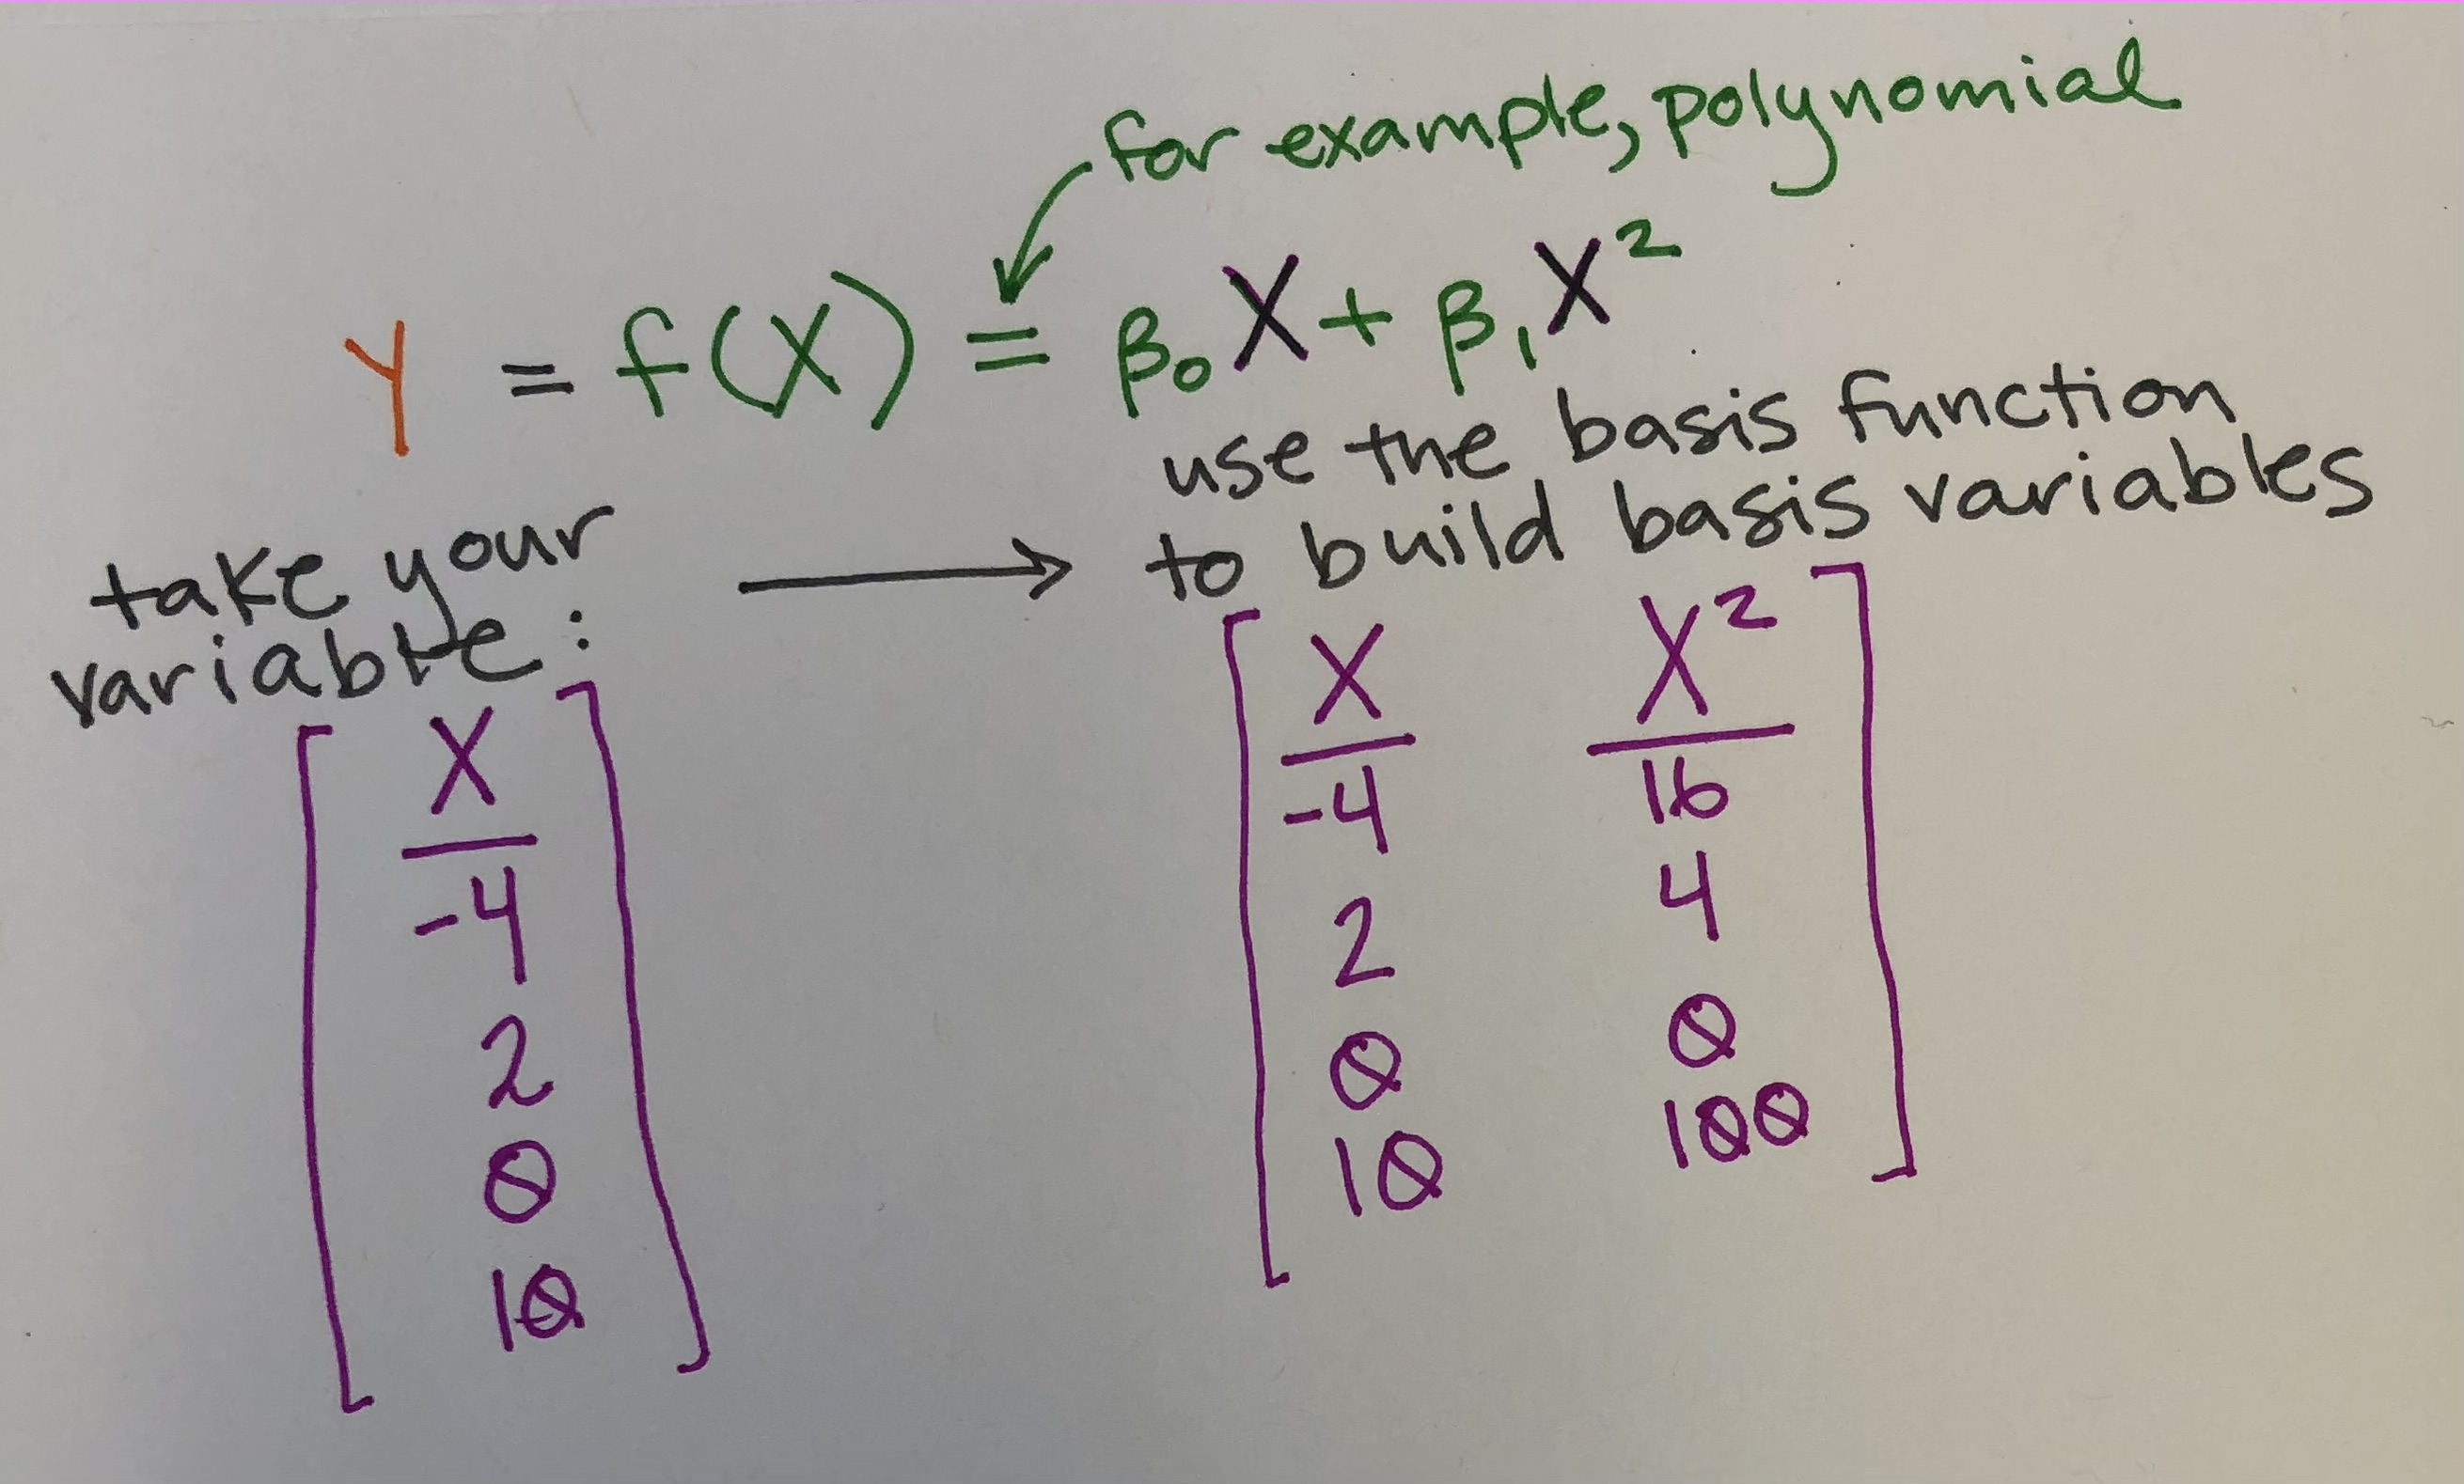 for example, polynomial
Y = f(X) = β₀X + β₁X²
use the basis function
to build basis variables
take your
variable:
X
-4
2
0
10
X X²
-4 16
2 4
0 0
10 100